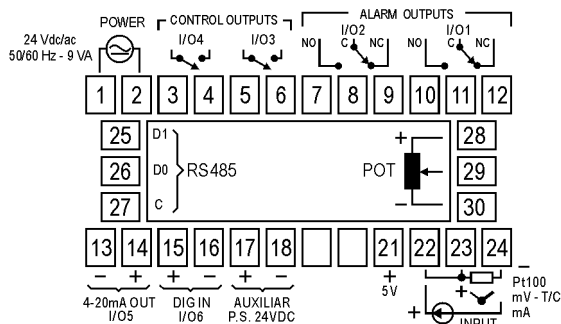 POWER
CONTROL OUTPUTS
ALARM OUTPUTS
24 Vdc/ac
50/60 Hz - 9 VA
I/O4
I/O3
I/O2
I/O1
NO C NC NO C NC
1 2 3 4 5 6 7 8 9 10 11 12
25 D1 + 28
26 D0 RS485 POT 29
27 C − 30
13 14 15 16 17 18 21 22 23 24
− + + − + − + −
4-20mA OUT
I/O5
DIG IN
I/O6
AUXILIAR
P.S. 24VDC
5V
Pt100
+ mV - T/C
+ mA
INPUT